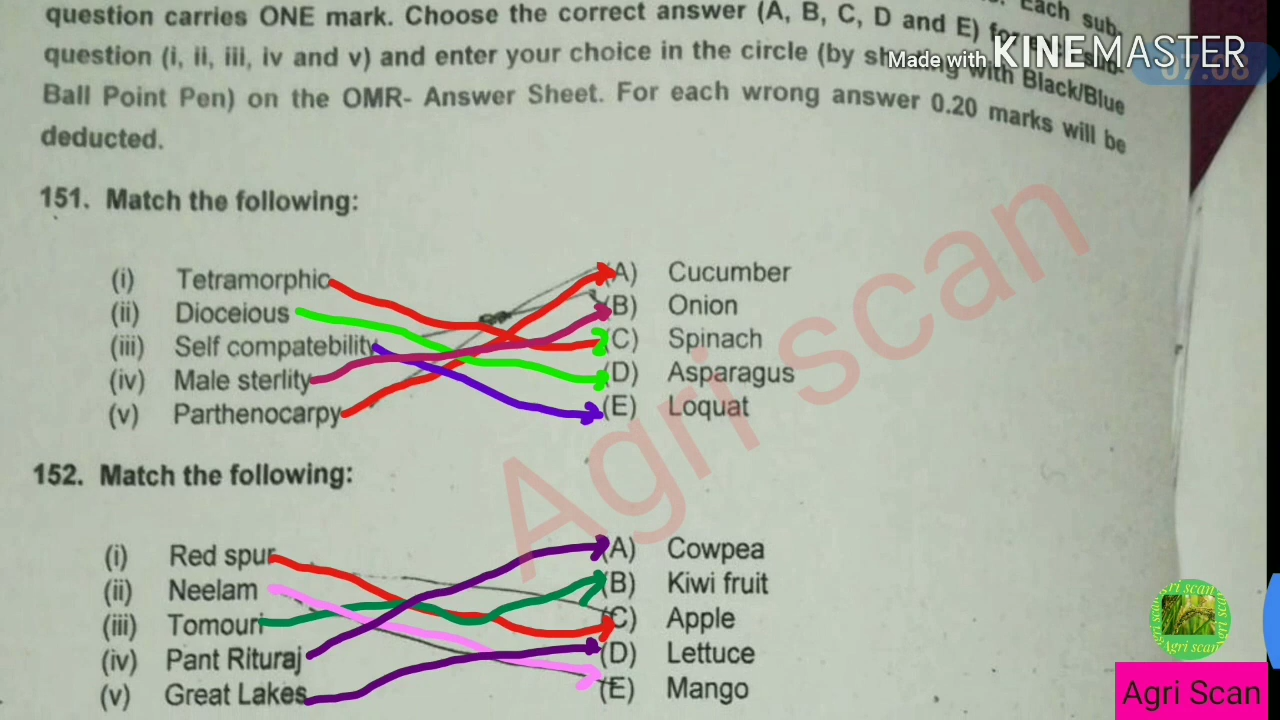 question carries ONE mark. Choose the correct answer (A, B, C, D and E) Each sub
question (i, ii, iii, iv and v) and enter your choice in the circle (by with Black/Blue
Ball Point Pen) on the OMR- Answer Sheet. For each wrong answer 0.20 marks will be
deducted.
Made with KINEMASTER
07:08
151. Match the following:
(i) Tetramorphic (A) Cucumber
(ii) Dioceious (B) Onion
(iii) Self compatebility (C) Spinach
(iv) Male sterlity (D) Asparagus
(v) Parthenocarpy (E) Loquat
152. Match the following:
(i) Red spur (A) Cowpea
(ii) Neelam (B) Kiwi fruit
(iii) Tomouri (C) Apple
(iv) Pant Rituraj (D) Lettuce
(v) Great Lakes (E) Mango
Agri scan
Agri scan
Agri Scan